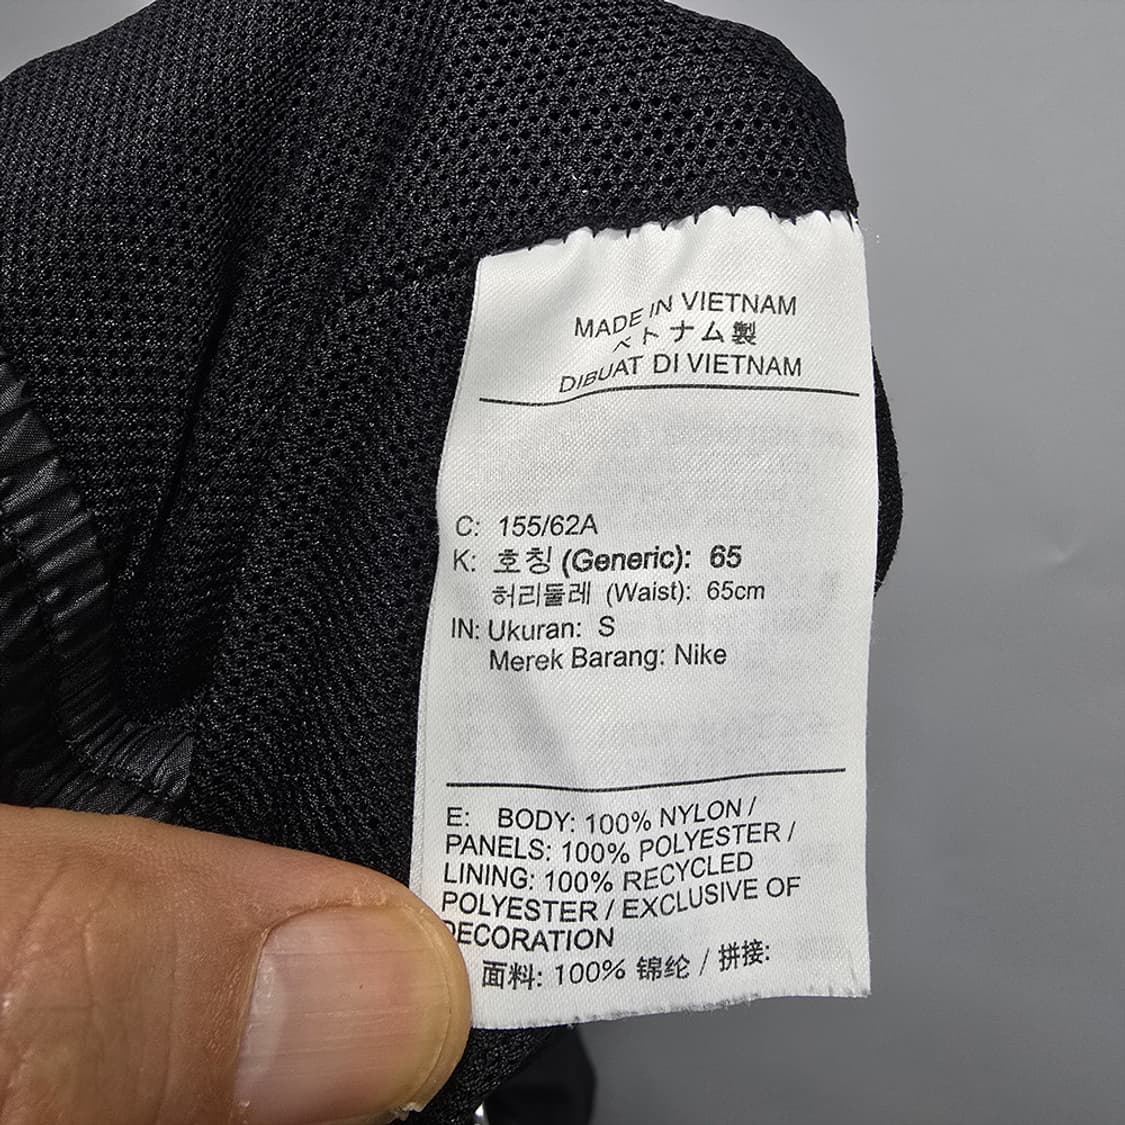 MADE IN VIETNAM
ベトナム製
DIBUAT DI VIETNAM
C: 155/62A
K: 호칭 (Generic): 65
허리둘레 (Waist): 65cm
IN: Ukuran: S
Merek Barang: Nike
E: BODY: 100% NYLON /
PANELS: 100% POLYESTER /
LINING: 100% RECYCLED
POLYESTER / EXCLUSIVE OF
DECORATION
面料: 100% 锦纶 / 拼接: